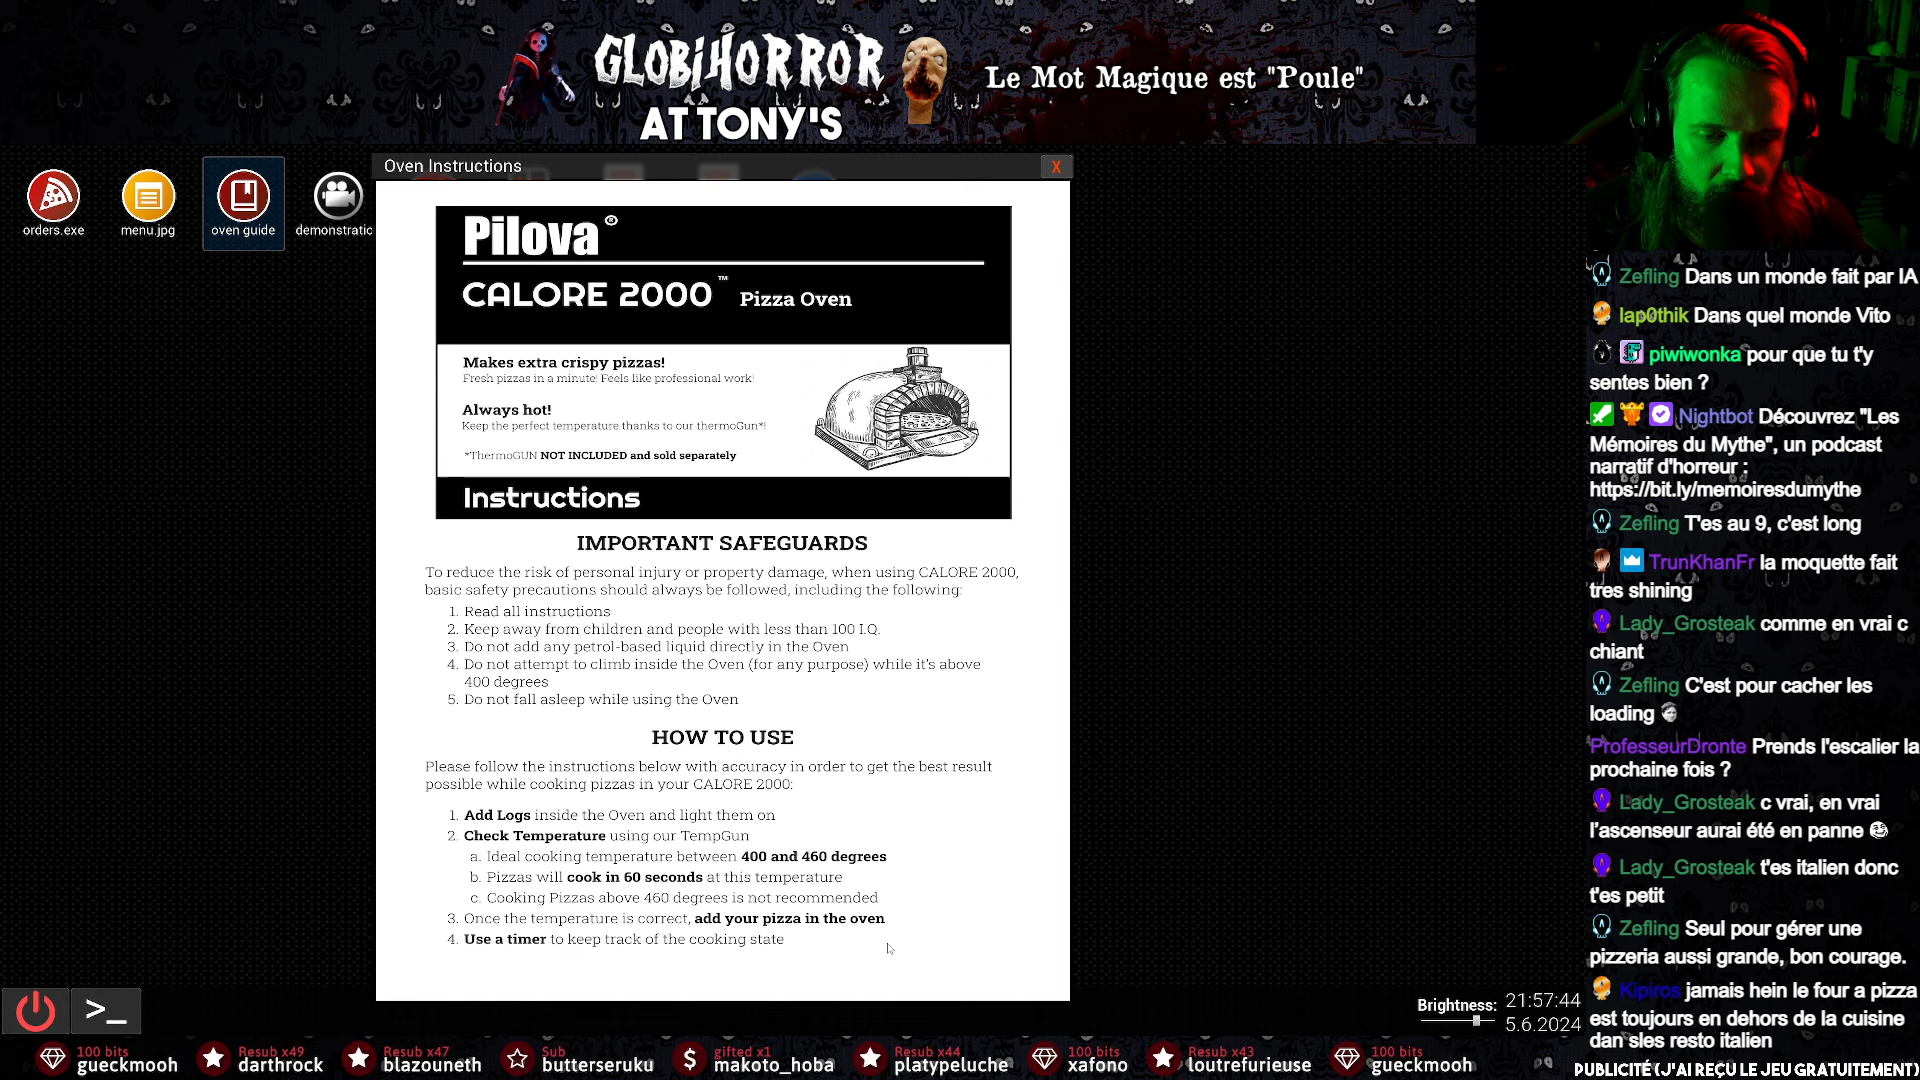 GLOBIHORROR
AT TONY'S
Le Mot Magique est "Poule"
Oven Instructions
X
orders.exe
menu.jpg
oven guide
demonstratic
Pilova®
CALORE 2000™ Pizza Oven
Makes extra crispy pizzas!
Fresh pizzas in a minute! Feels like professional work!
Always hot!
Keep the perfect temperature thanks to our thermoGun*!
*ThermoGUN NOT INCLUDED and sold separately
Instructions
IMPORTANT SAFEGUARDS
To reduce the risk of personal injury or property damage, when using CALORE 2000,
basic safety precautions should always be followed, including the following:
1. Read all instructions
2. Keep away from children and people with less than 100 I.Q.
3. Do not add any petrol-based liquid directly in the Oven
4. Do not attempt to climb inside the Oven (for any purpose) while it's above
400 degrees
5. Do not fall asleep while using the Oven
HOW TO USE
Please follow the instructions below with accuracy in order to get the best result
possible while cooking pizzas in your CALORE 2000:
1. Add Logs inside the Oven and light them on
2. Check Temperature using our TempGun
a. Ideal cooking temperature between 400 and 460 degrees
b. Pizzas will cook in 60 seconds at this temperature
c. Cooking Pizzas above 460 degrees is not recommended
3. Once the temperature is correct, add your pizza in the oven
4. Use a timer to keep track of the cooking state
Zefling Dans un monde fait par IA
lap0thik Dans quel monde Vito
piwiwonka pour que tu t'y
sentes bien ?
Nightbot Découvrez "Les
Mémoires du Mythe", un podcast
narratif d'horreur :
https://bit.ly/memoiresdumythe
Zefling T'es au 9, c'est long
TrunKhanFr la moquette fait
tres shining
Lady_Grosteak comme en vrai c
chiant
Zefling C'est pour cacher les
loading
ProfesseurDronte Prends l'escalier la
prochaine fois ?
Lady_Grosteak c vrai, en vrai
l'ascenseur aurai été en panne
Lady_Grosteak t'es italien donc
t'es petit
Zefling Seul pour gérer une
pizzeria aussi grande, bon courage.
Kipiros jamais hein le four a pizza
est toujours en dehors de la cuisine
dan sles resto italien
>_
Brightness:
21:57:44
5.6.2024
100 bits
gueckmooh
Resub x49
darthrock
Resub x47
blazouneth
Sub
butterseruku
gifted x1
makoto_hoba
Resub x44
platypeluche
100 bits
xafono
Resub x43
loutrefurieuse
100 bits
gueckmooh
PUBLICITÉ (J'AI REÇU LE JEU GRATUITEMENT)